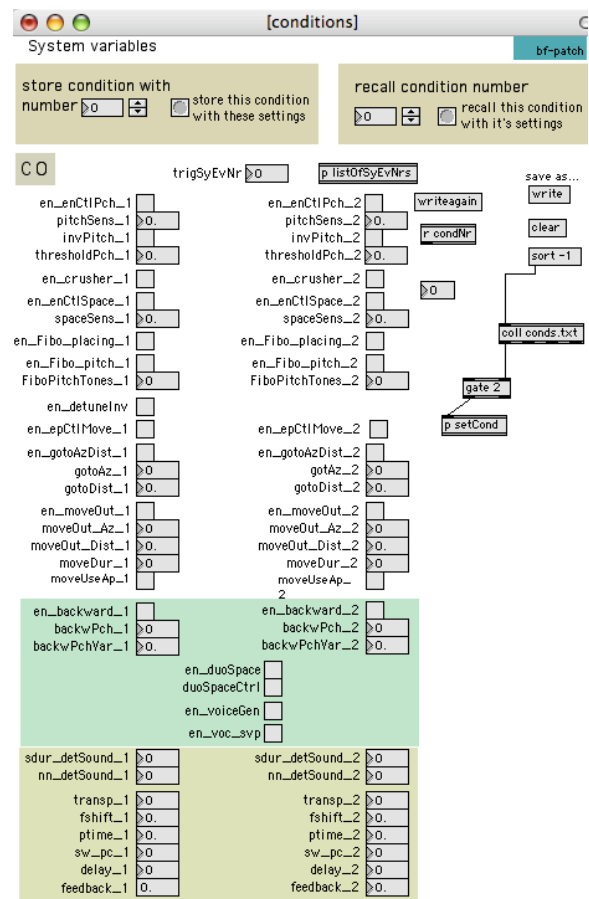 [conditions]
System variables
bf-patch
store condition with
number 0
store this condition
with these settings
recall condition number
0
recall this condition
with it's settings
CO
trigSyEvNr 0
p listOfSyEvNrs
save as...
write
writeagain
r condNr
clear
sort -1
0
coll conds.txt
gate 2
p setCond
en_enCtlPch_1
en_enCtlPch_2
pitchSens_1 0.
pitchSens_2 0.
invPitch_1
invPitch_2
thresholdPch_1 0.
thresholdPch_2 0.
en_crusher_1
en_crusher_2
en_enCtlSpace_1
en_enCtlSpace_2
spaceSens_1 0.
spaceSens_2 0.
en_Fibo_placing_1
en_Fibo_placing_2
en_Fibo_pitch_1
en_Fibo_pitch_2
FiboPitchTones_1 0
FiboPitchTones_2 0
en_detuneInv
en_epCtlMove_1
en_epCtlMove_2
en_gotoAzDist_1
en_gotoAzDist_2
gotAz_1 0
gotAz_2 0
gotoDist_1 0.
gotoDist_2 0.
en_moveOut_1
en_moveOut_2
moveOut_Az_1 0
moveOut_Az_2 0
moveOut_Dist_1 0.
moveOut_Dist_2 0.
moveDur_1 0
moveDur_2 0
moveUseAp_1
moveUseAp_
2
en_backward_1
en_backward_2
backwPch_1 0
backwPch_2 0
backwPchVar_1 0.
backwPchVar_2 0.
en_duoSpace
duoSpaceCtrl
en_voiceGen
en_voc_svp
sdur_detSound_1 0
sdur_detSound_2 0
nn_detSound_1 0
nn_detSound_2 0
transp_1 0
transp_2 0
fshift_1 0.
fshift_2 0.
ptime_1 0.
ptime_2 0.
sw_pc_1 0
sw_pc_2 0
delay_1 0
delay_2 0
feedback_1 0.
feedback_2 0.